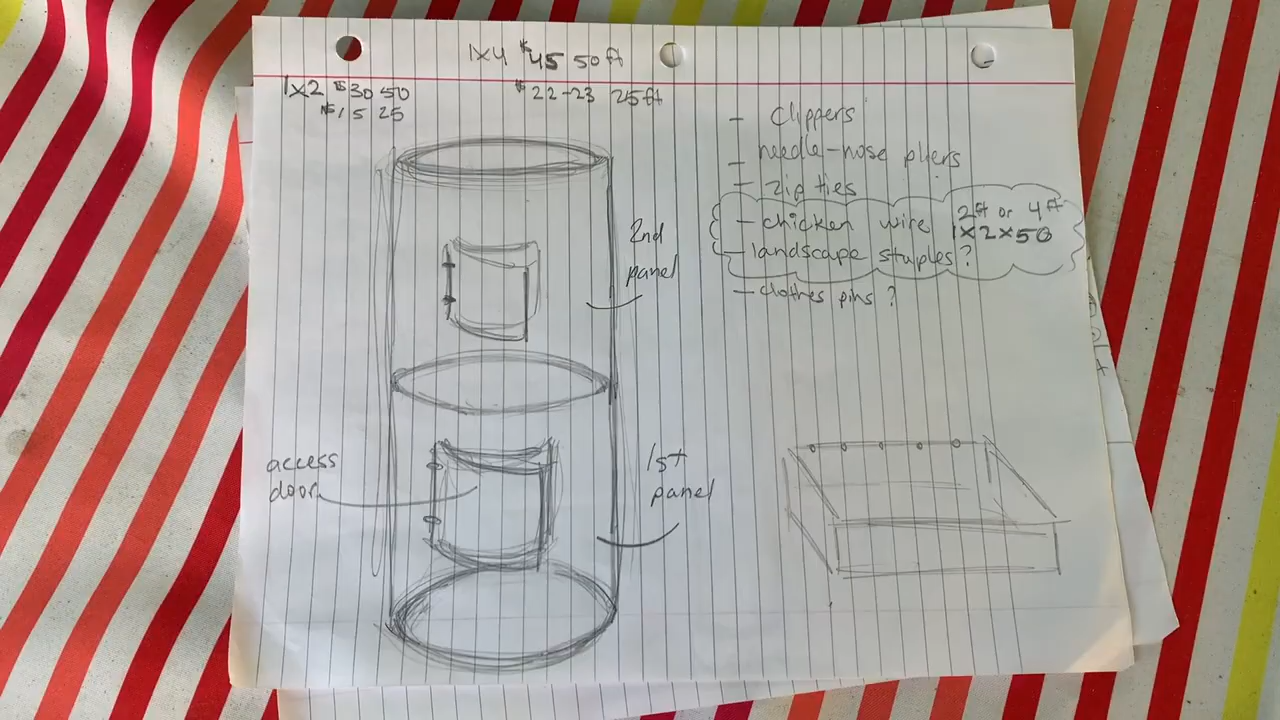 1x4 $45 50ft
1x2 $30 50
$22-23 25ft
$15 25
- clippers
- needle-nose pliers
- zip ties
- chicken wire 2ft or 4ft
1x2x50
- landscape staples?
- clothes pins?
2nd
panel
access
door
1st
panel